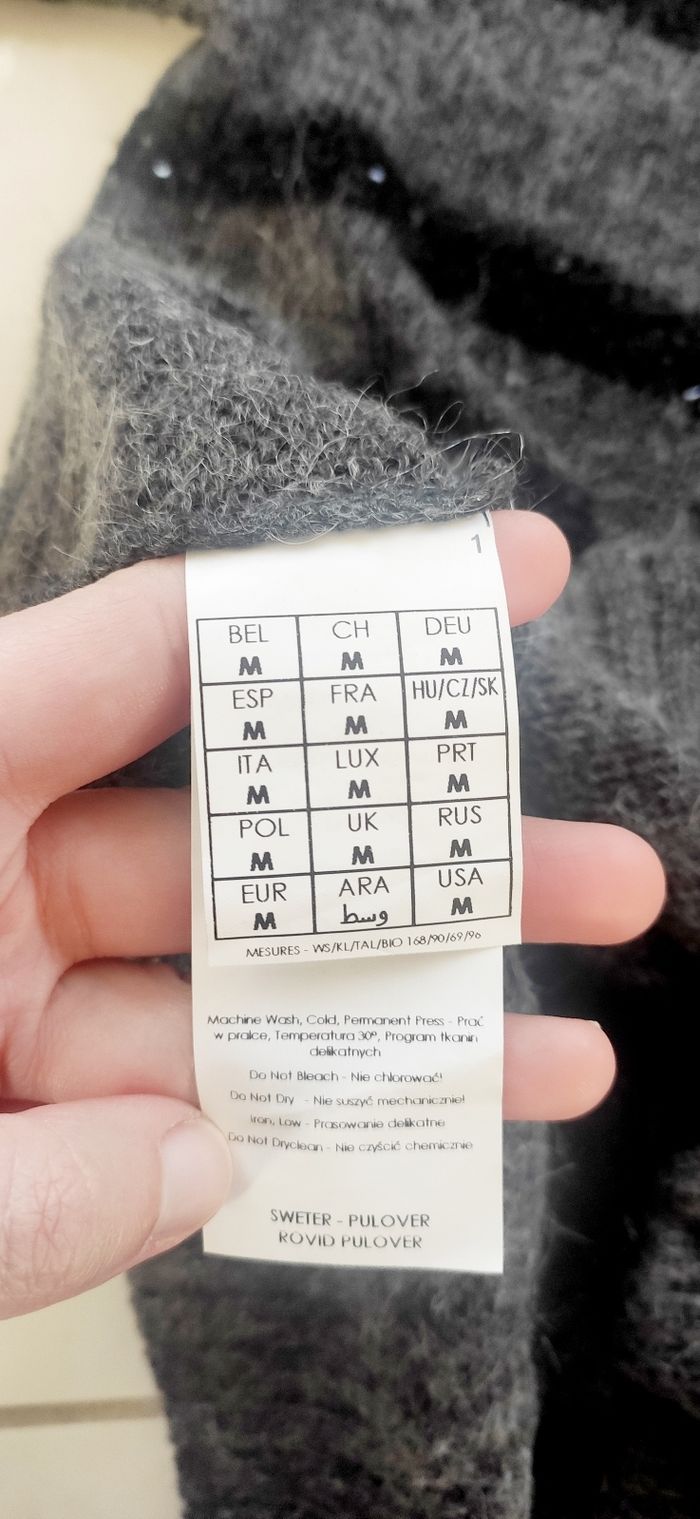 1
BEL CH DEU
M M M
ESP FRA HU/CZ/SK
M M M
ITA LUX PRT
M M M
POL UK RUS
M M M
EUR ARA USA
M وسط M
MESURES - WS/KL/TAL/BIO 168/90/69/96
Machine Wash, Cold, Permanent Press - Prać
w pralce, Temperatura 30°, Program tkanin
delikatnych
Do Not Bleach - Nie chlorować!
Do Not Dry - Nie suszyć mechanicznie!
Iron, Low - Prasowanie delikatne
Do Not Dryclean - Nie czyścić chemicznie
SWETER - PULOVER
ROVID PULOVER